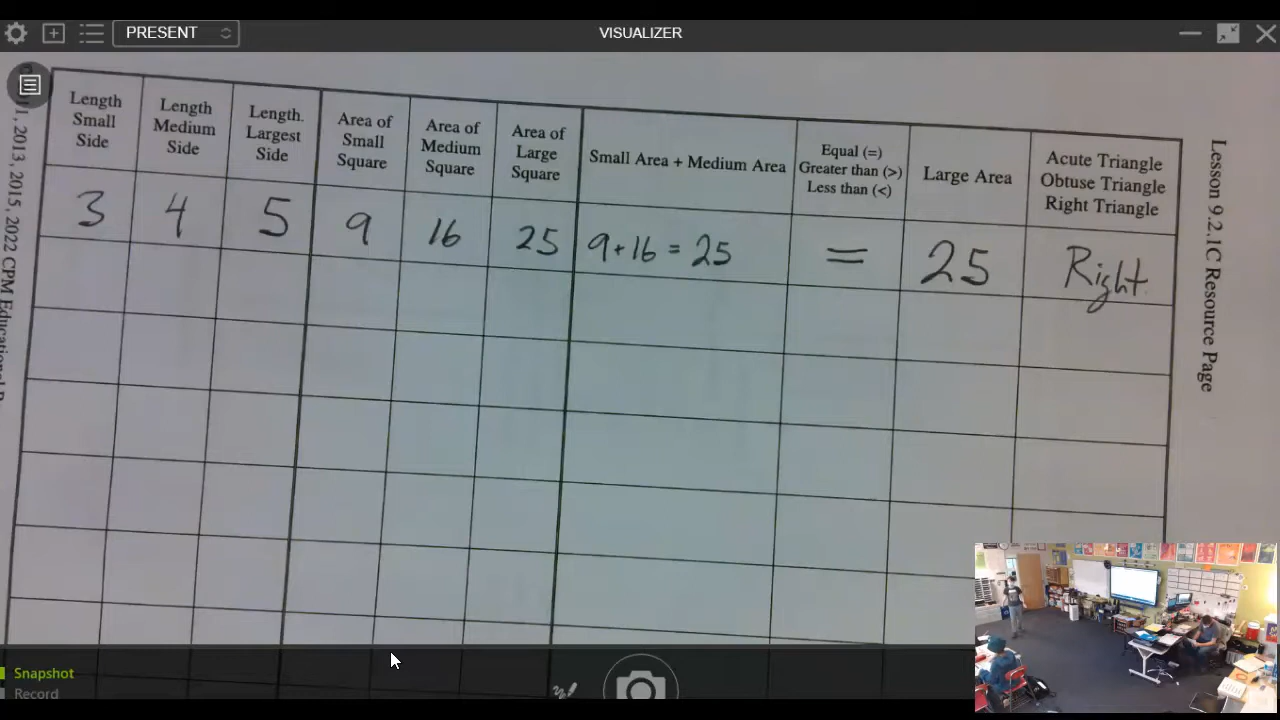 PRESENT
VISUALIZER
Length Small Side
Length Medium Side
Length. Largest Side
Area of Small Square
Area of Medium Square
Area of Large Square
Small Area + Medium Area
Equal (=)
Greater than (>)
Less than (<)
Large Area
Acute Triangle
Obtuse Triangle
Right Triangle
3 4 5 9 16 25 9+16 = 25 = 25 Right
Lesson 9.2.1C Resource Page
2013, 2015, 2022 CPM Educational
Snapshot
Record